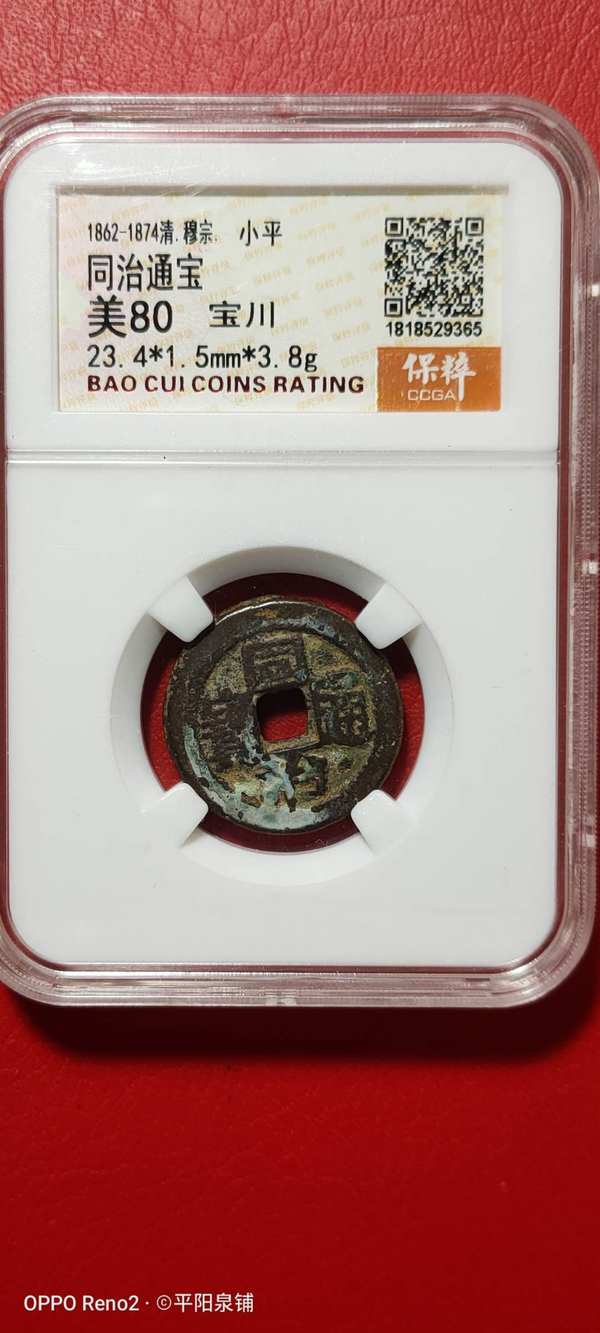 1862-1874清.穆宗. 小平
同治通宝
美80 宝川
23.4*1.5mm*3.8g
BAO CUI COINS RATING
1818529365
保粹
CCGA
同治通寶
OPPO Reno2 · ©平阳泉铺